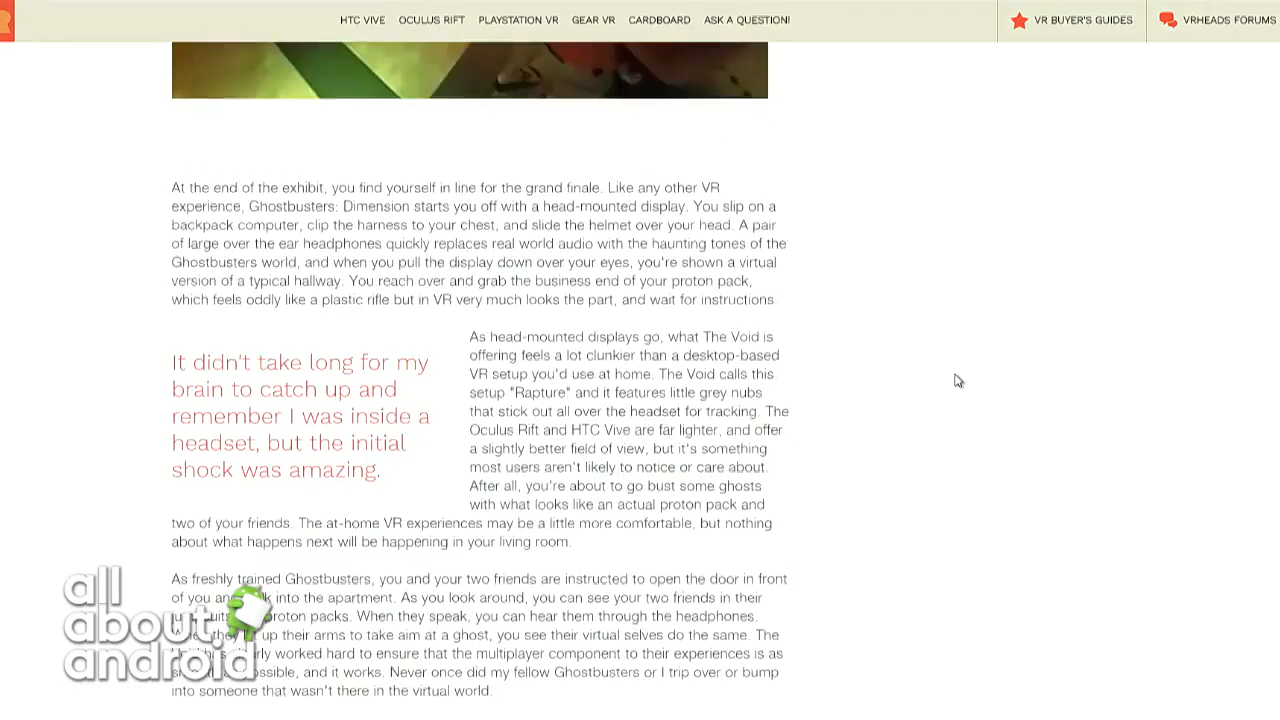 HTC VIVE OCULUS RIFT PLAYSTATION VR GEAR VR CARDBOARD ASK A QUESTION! VR BUYER'S GUIDES VRHEADS FORUMS
At the end of the exhibit, you find yourself in line for the grand finale. Like any other VR
experience, Ghostbusters: Dimension starts you off with a head-mounted display. You slip on a
backpack computer, clip the harness to your chest, and slide the helmet over your head. A pair
of large over the ear headphones quickly replaces real world audio with the haunting tones of the
Ghostbusters world, and when you pull the display down over your eyes, you're shown a virtual
version of a typical hallway. You reach over and grab the business end of your proton pack,
which feels oddly like a plastic rifle but in VR very much looks the part, and wait for instructions.
It didn't take long for my
brain to catch up and
remember I was inside a
headset, but the initial
shock was amazing.
As head-mounted displays go, what The Void is
offering feels a lot clunkier than a desktop-based
VR setup you'd use at home. The Void calls this
setup "Rapture" and it features little grey nubs
that stick out all over the headset for tracking. The
Oculus Rift and HTC Vive are far lighter, and offer
a slightly better field of view, but it's something
most users aren't likely to notice or care about.
After all, you're about to go bust some ghosts
with what looks like an actual proton pack and
two of your friends. The at-home VR experiences may be a little more comfortable, but nothing
about what happens next will be happening in your living room.
As freshly trained Ghostbusters, you and your two friends are instructed to open the door in front
of you and into the apartment. As you look around, you can see your two friends in their
proton packs. When they speak, you can hear them through the headphones.
up their arms to take aim at a ghost, you see their virtual selves do the same. The
worked hard to ensure that the multiplayer component to their experiences is as
and it works. Never once did my fellow Ghostbusters or I trip over or bump
into someone that wasn't there in the virtual world.
all
about
android